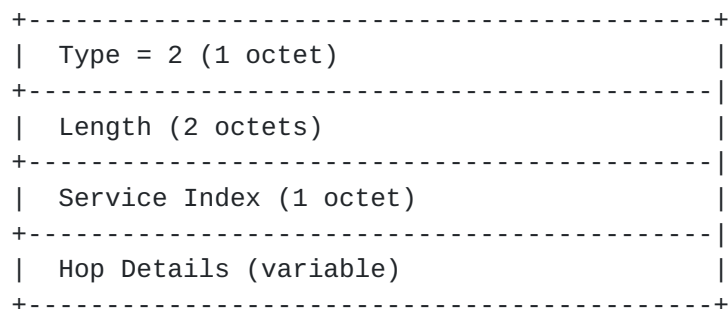 Type = 2 (1 octet)
Length (2 octets)
Service Index (1 octet)
Hop Details (variable)